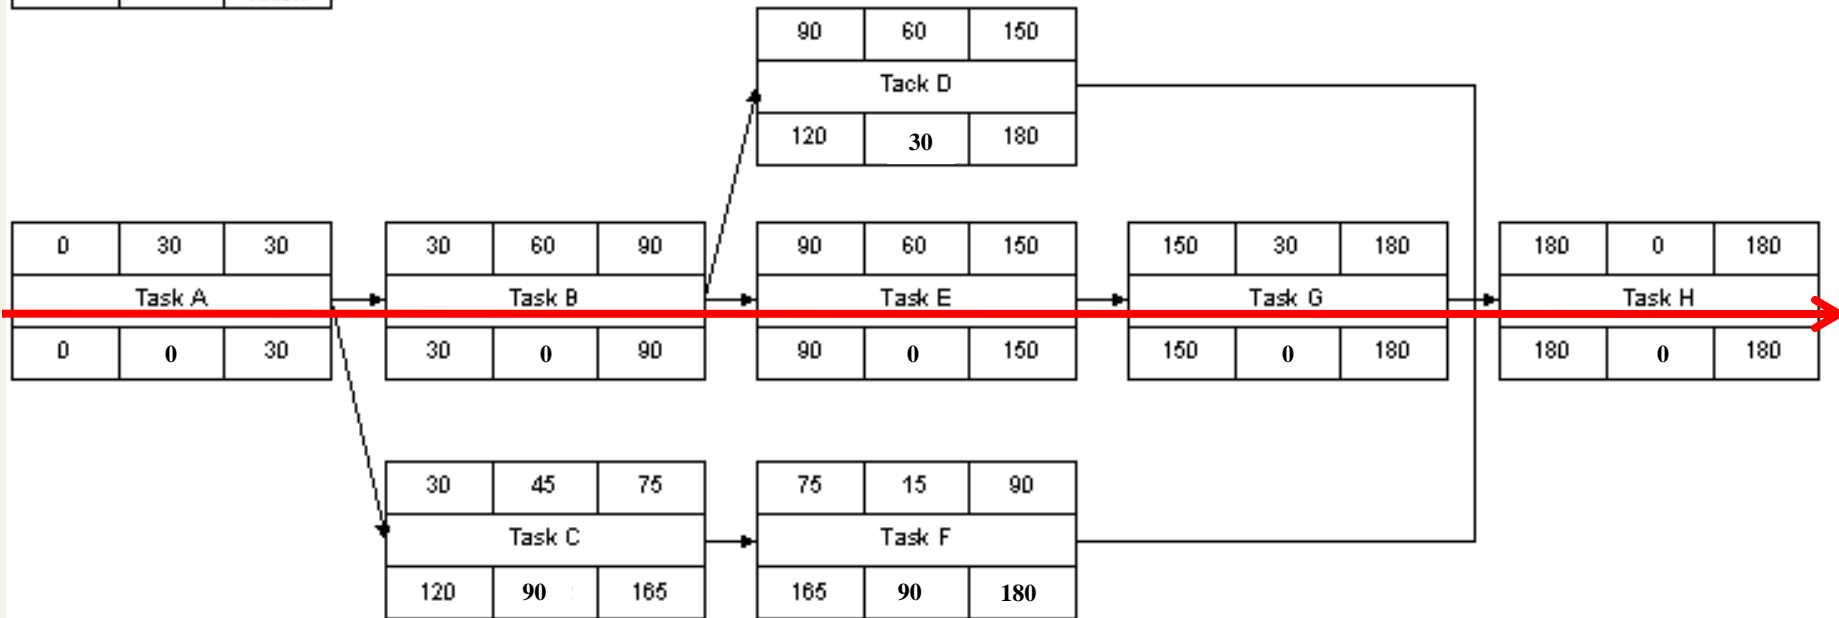 90 60 150
Tack D
120 30 180
0 30 30
Task A
0 0 30
30 60 90
Task B
30 0 90
90 60 150
Task E
90 0 150
150 30 180
Task G
150 0 180
180 0 180
Task H
180 0 180
30 45 75
Task C
120 90 165
75 15 90
Task F
165 90 180